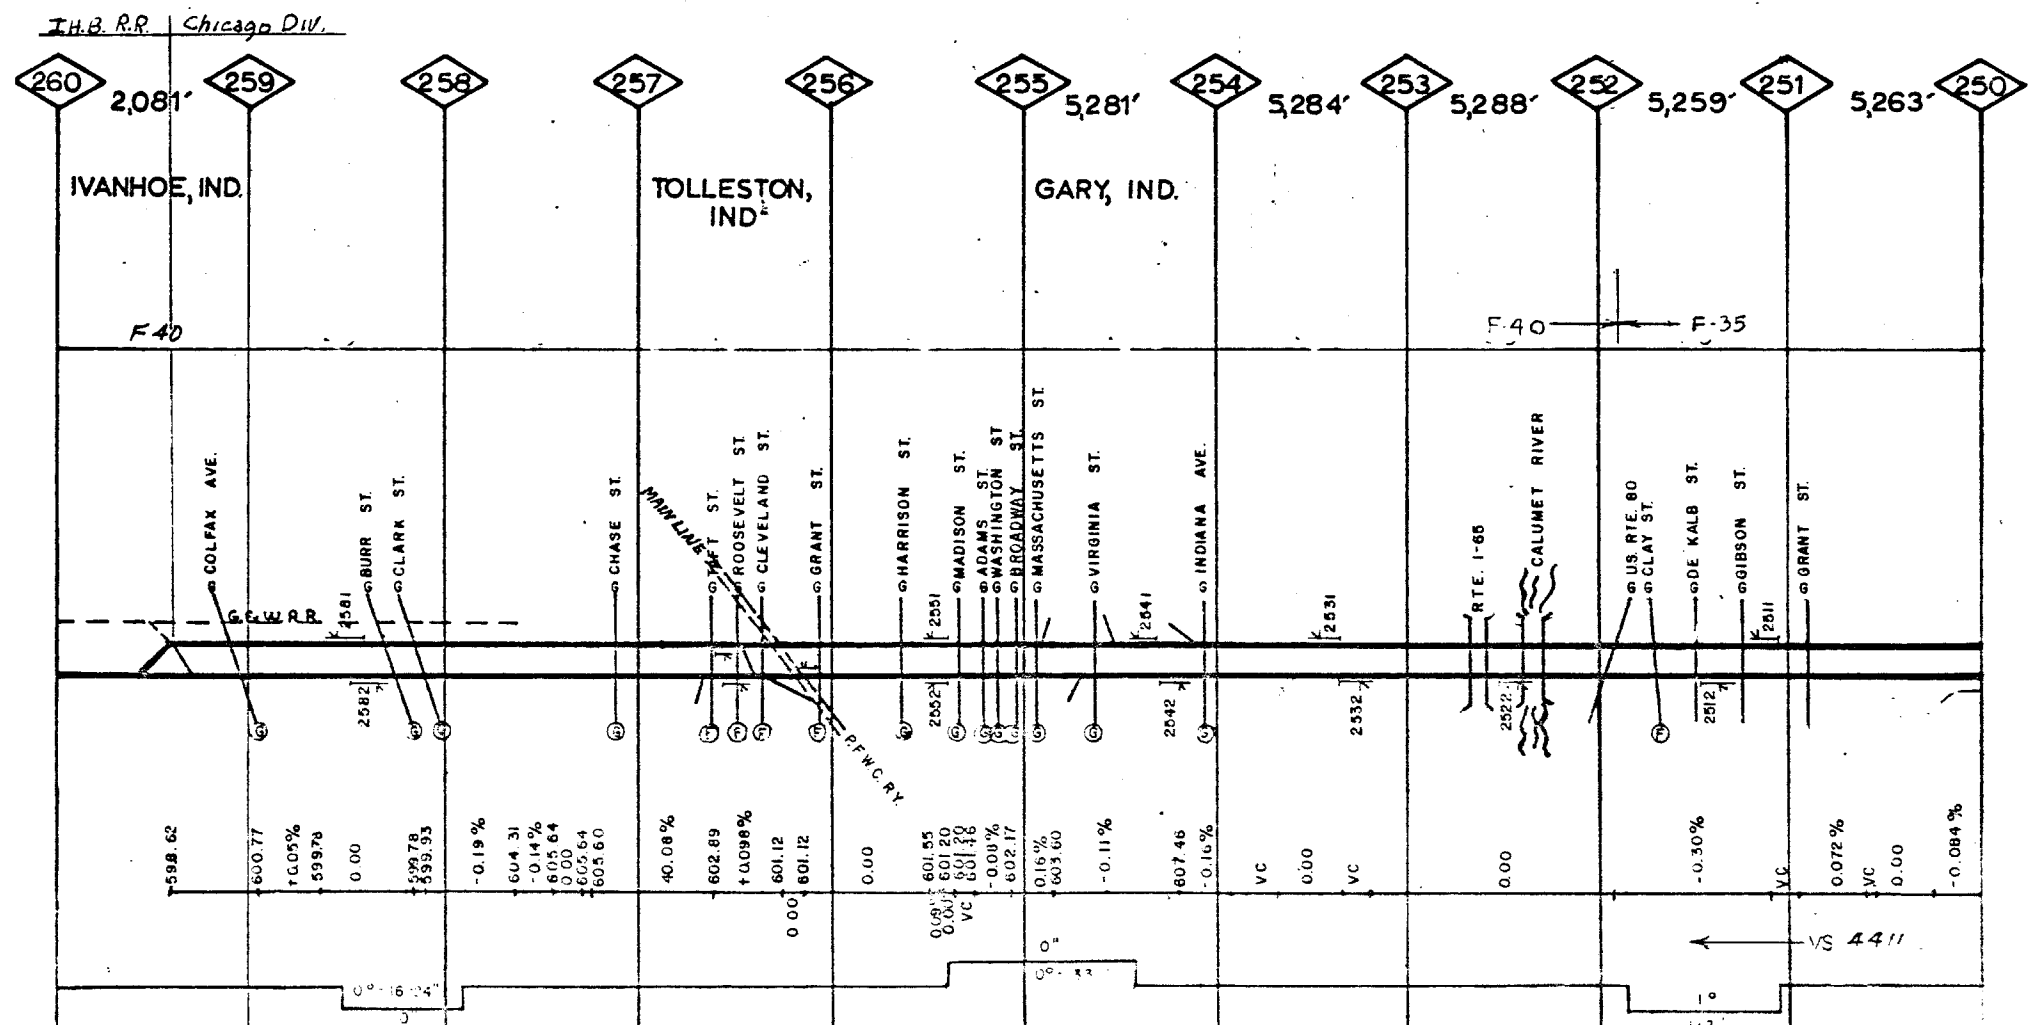 I.H.B. R.R. Chicago Div.
260 259 258 257 256 255 254 253 252 251 250
2,081' 5,281' 5,284' 5,288' 5,259' 5,263'
IVANHOE, IND. TOLLESTON, GARY, IND.
IND.
F 40 F-40 F-35
COLFAX AVE.
BURR ST.
CLARK ST.
CHASE ST.
MAIN LINE
TAFT ST.
ROOSEVELT ST.
CLEVELAND ST.
GRANT ST.
HARRISON ST.
MADISON ST.
ADAMS ST.
WASHINGTON ST
BROADWAY ST.
MASSACHUSETTS ST.
VIRGINIA ST.
INDIANA AVE.
RTE. I-65
CALUMET RIVER
U.S. RTE. 80
CLAY ST.
DE KALB ST.
GIBSON ST.
GRANT ST.
G.&W.R.R.
2581 2551 2541 2531 2511
2582 2552 2542 2532 2522 2512
P.F.W.C. RY.
598.62
600.77
+0.05%
599.78
0.00
599.78
599.93
-0.19%
604.31
-0.14%
605.64
0.00
605.64
605.60
40.08%
602.89
+0.098%
601.12
0.00
601.12
0.00
601.55
601.20
601.20
601.46
0.00
VC
-0.08%
602.17
0.16%
603.60
-0.11%
607.46
-0.16%
VC
0.00
VC
0.00
-0.30%
VC
0.072%
VC
0.00
-0.084%
VS 4411
0"
0°-33
0°-16-24"
0
1°